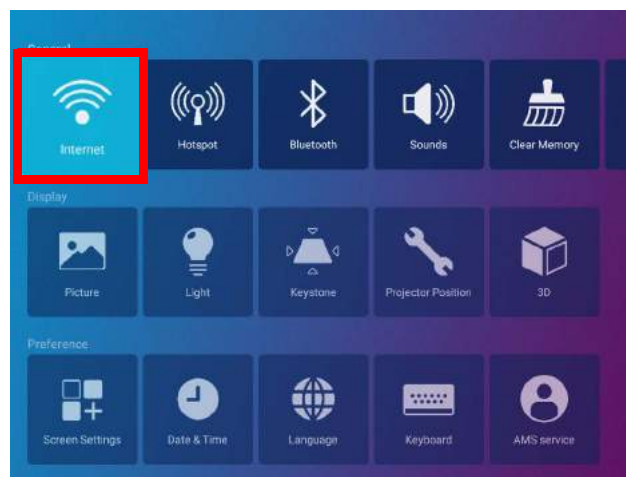 General
Internet Hotspot Bluetooth Sounds Clear Memory
Display
Picture Light Keystone Projector Position 3D
Preference
Screen Settings Date & Time Language Keyboard AMS service